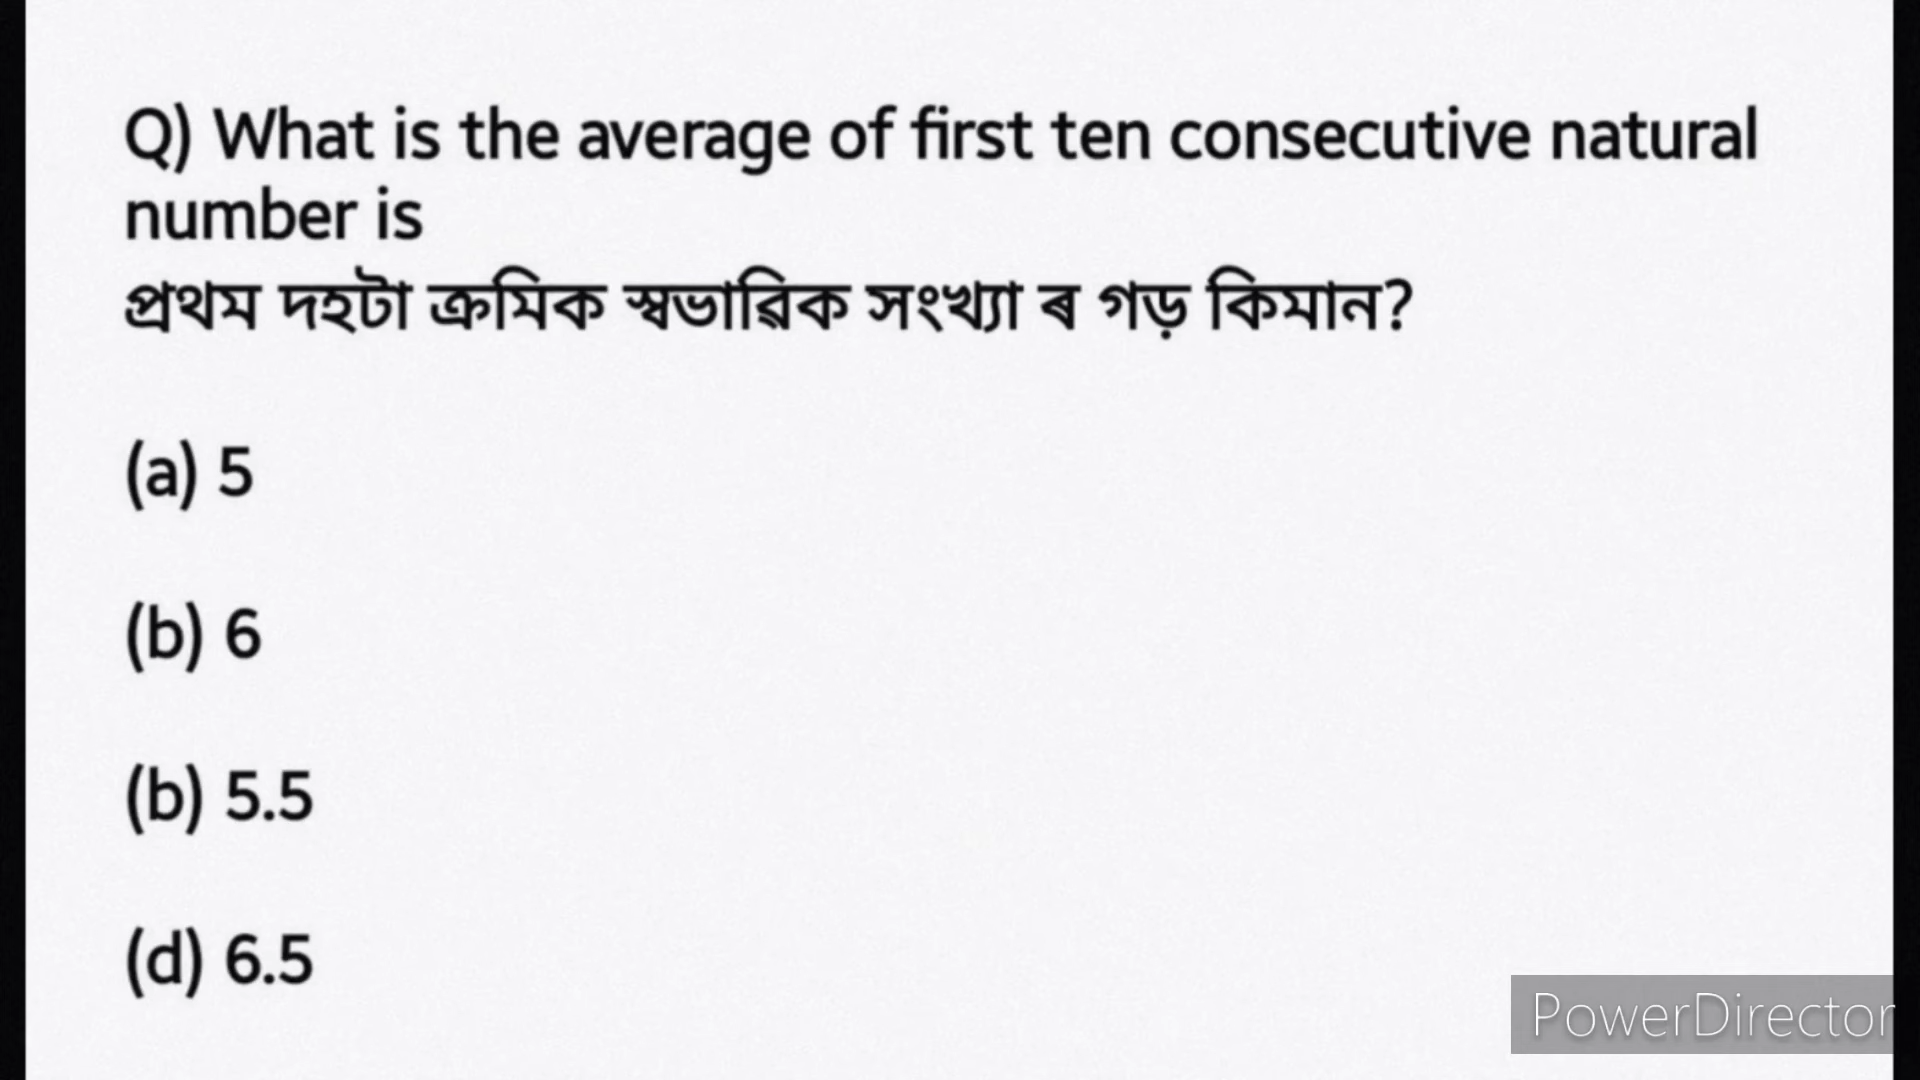 Q) What is the average of first ten consecutive natural
number is
প্ৰথম দহটা ক্ৰমিক স্বভাৱিক সংখ্যা ৰ গড় কিমান?
(a) 5
(b) 6
(b) 5.5
(d) 6.5
PowerDirector